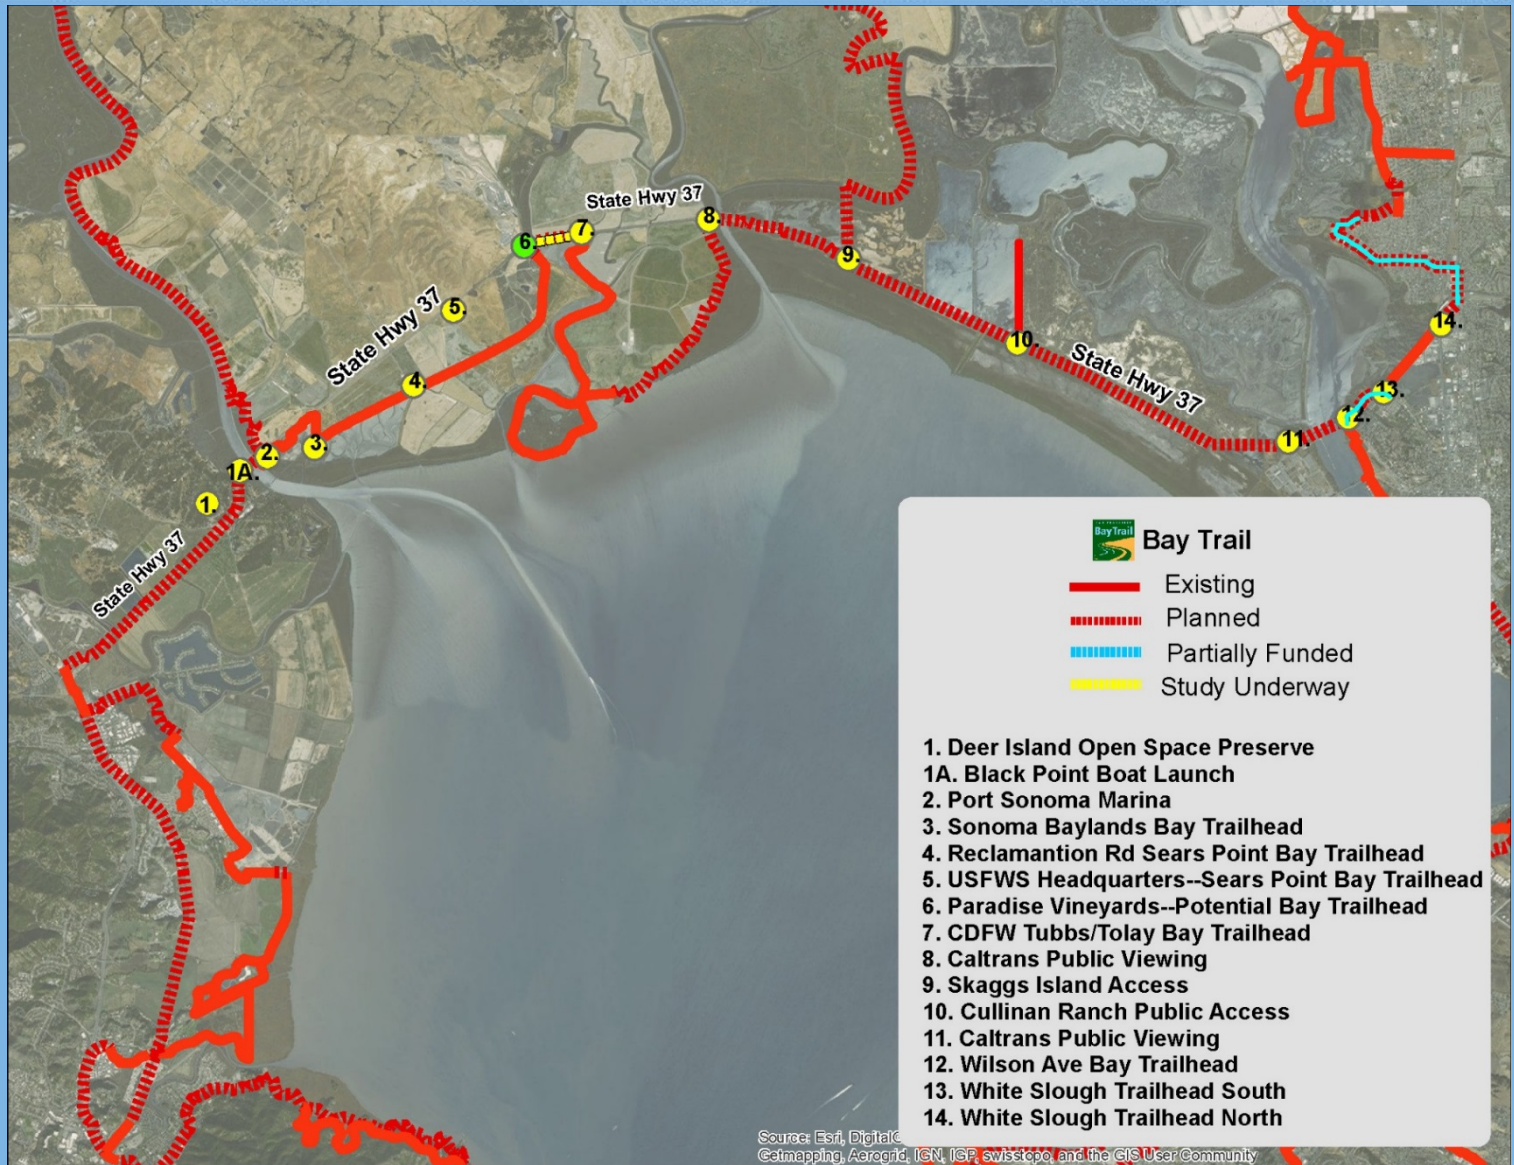 State Hwy 37
8.
6.
7.
9.
State Hwy 37
5.
10.
State Hwy 37
14.
4.
13.
12.
3.
11.
2.
1A.
1.
State Hwy 37
BayTrail
Bay Trail
Existing
Planned
Partially Funded
Study Underway
1. Deer Island Open Space Preserve
1A. Black Point Boat Launch
2. Port Sonoma Marina
3. Sonoma Baylands Bay Trailhead
4. Reclamantion Rd Sears Point Bay Trailhead
5. USFWS Headquarters--Sears Point Bay Trailhead
6. Paradise Vineyards--Potential Bay Trailhead
7. CDFW Tubbs/Tolay Bay Trailhead
8. Caltrans Public Viewing
9. Skaggs Island Access
10. Cullinan Ranch Public Access
11. Caltrans Public Viewing
12. Wilson Ave Bay Trailhead
13. White Slough Trailhead South
14. White Slough Trailhead North
Source: Esri, DigitalG
Getmapping, Aerogrid, IGN, IGP, swisstopo, and the GIS User Community